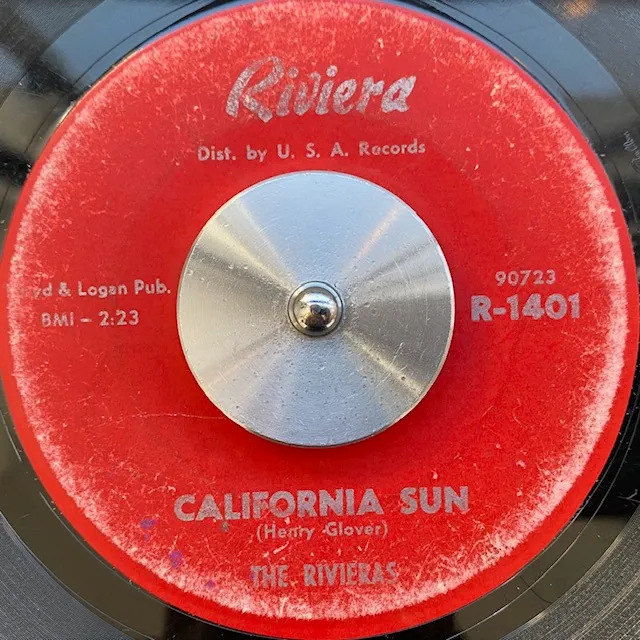 Riviera
Dist. by U. S. A. Records
& Logan Pub.
BMI - 2:23
90723
R-1401
CALIFORNIA SUN
(Henry Glover)
THE RIVIERAS